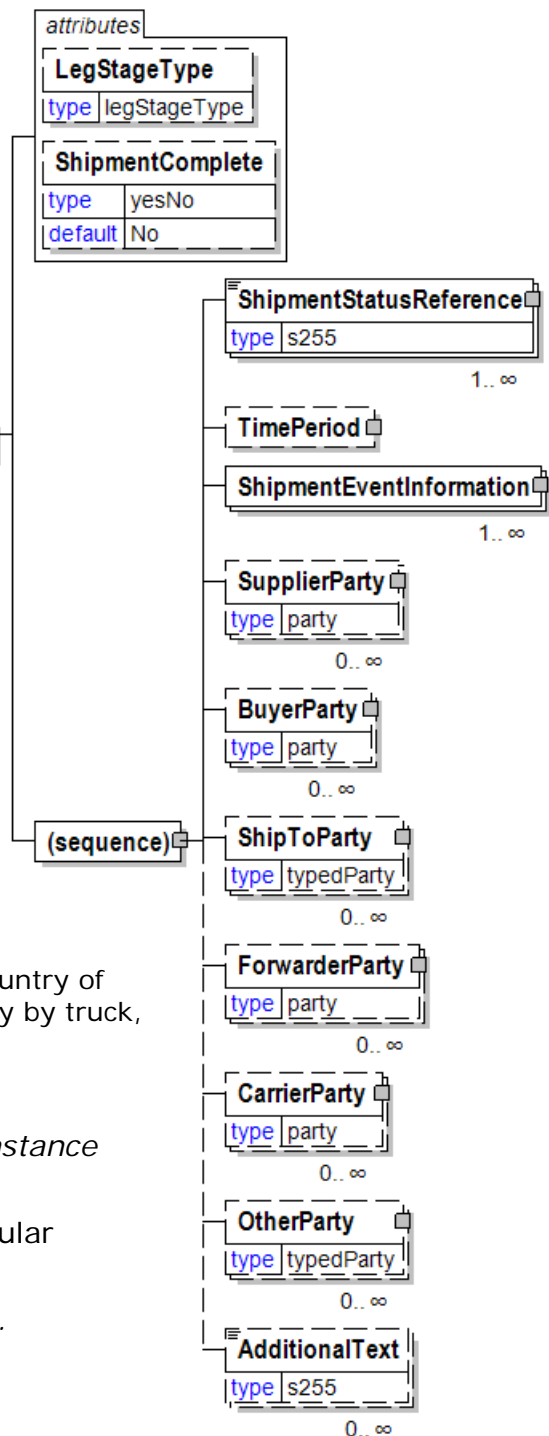 attributes
LegStageType
type legStageType
ShipmentComplete
type yesNo
default No
ShipmentStatusReference
type s255
1.. ∞
TimePeriod
ShipmentEventInformation
1.. ∞
SupplierParty
type party
0.. ∞
BuyerParty
type party
0.. ∞
(sequence)
ShipToParty
type typedParty
0.. ∞
ForwarderParty
type party
0.. ∞
CarrierParty
type party
0.. ∞
OtherParty
type typedParty
0.. ∞
AdditionalText
type s255
0.. ∞
untry of
y by truck,
nstance
ular
.